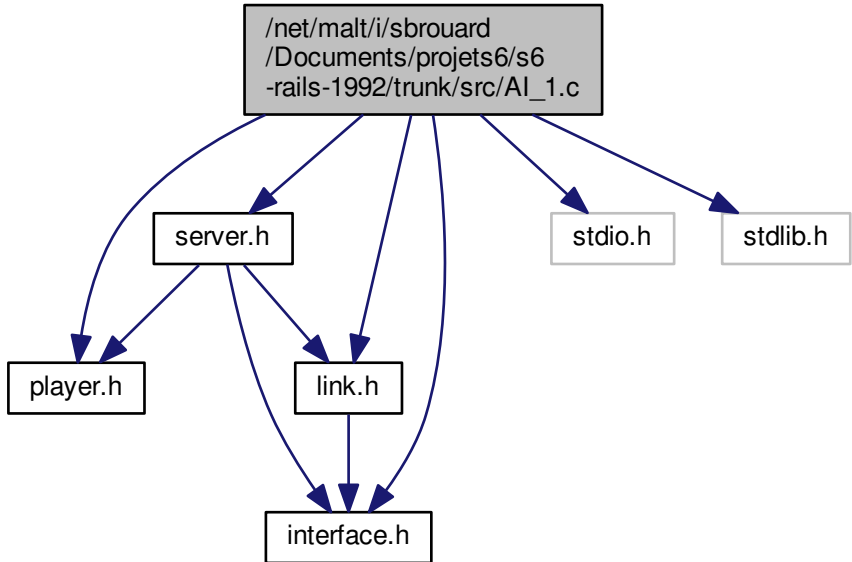 /net/malt/i/sbrouard
/Documents/projets6/s6
-rails-1992/trunk/src/AI_1.c
server.h
stdio.h
stdlib.h
player.h
link.h
interface.h